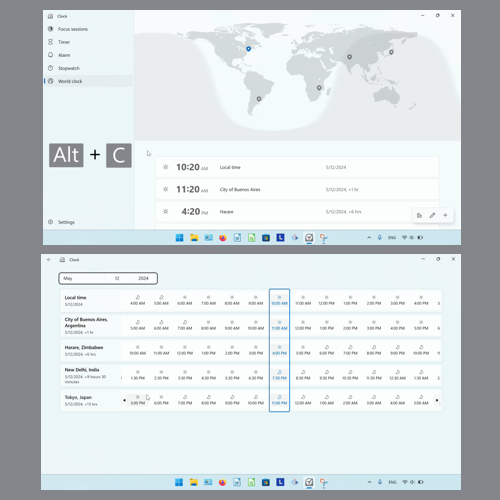 Clock
Focus sessions
Timer
Alarm
Stopwatch
World clock
Alt + C
10:20 AM Local time 5/12/2024
11:20 AM City of Buenos Aires 5/12/2024, +1 hr
4:20 PM Harare 5/12/2024, +6 hrs
Settings
ENG
Clock
May 12 2024
Local time
5/12/2024
4:00 AM 5:00 AM 6:00 AM 7:00 AM 8:00 AM 9:00 AM 10:00 AM 11:00 AM 12:00 PM 1:00 PM 2:00 PM 3:00 PM 4:00 PM 5
City of Buenos Aires,
Argentina
5/12/2024, +1 hr
5:00 AM 6:00 AM 7:00 AM 8:00 AM 9:00 AM 10:00 AM 11:00 AM 12:00 PM 1:00 PM 2:00 PM 3:00 PM 4:00 PM 5:00 PM 6
Harare, Zimbabwe
5/12/2024, +6 hrs
10:00 AM 11:00 AM 12:00 PM 1:00 PM 2:00 PM 3:00 PM 4:00 PM 5:00 PM 6:00 PM 7:00 PM 8:00 PM 9:00 PM 10:00 PM 11
New Delhi, India
5/12/2024, +9 hours 30
minutes
1:30 PM 2:30 PM 3:30 PM 4:30 PM 5:30 PM 6:30 PM 7:30 PM 8:30 PM 9:30 PM 10:30 PM 11:30 PM 12:30 AM 1:30 AM 2:
Tokyo, Japan
5/12/2024, +13 hrs
5:00 PM 6:00 PM 7:00 PM 8:00 PM 9:00 PM 10:00 PM 11:00 PM 12:00 AM 1:00 AM 2:00 AM 3:00 AM 4:00 AM 5:00 AM
ENG